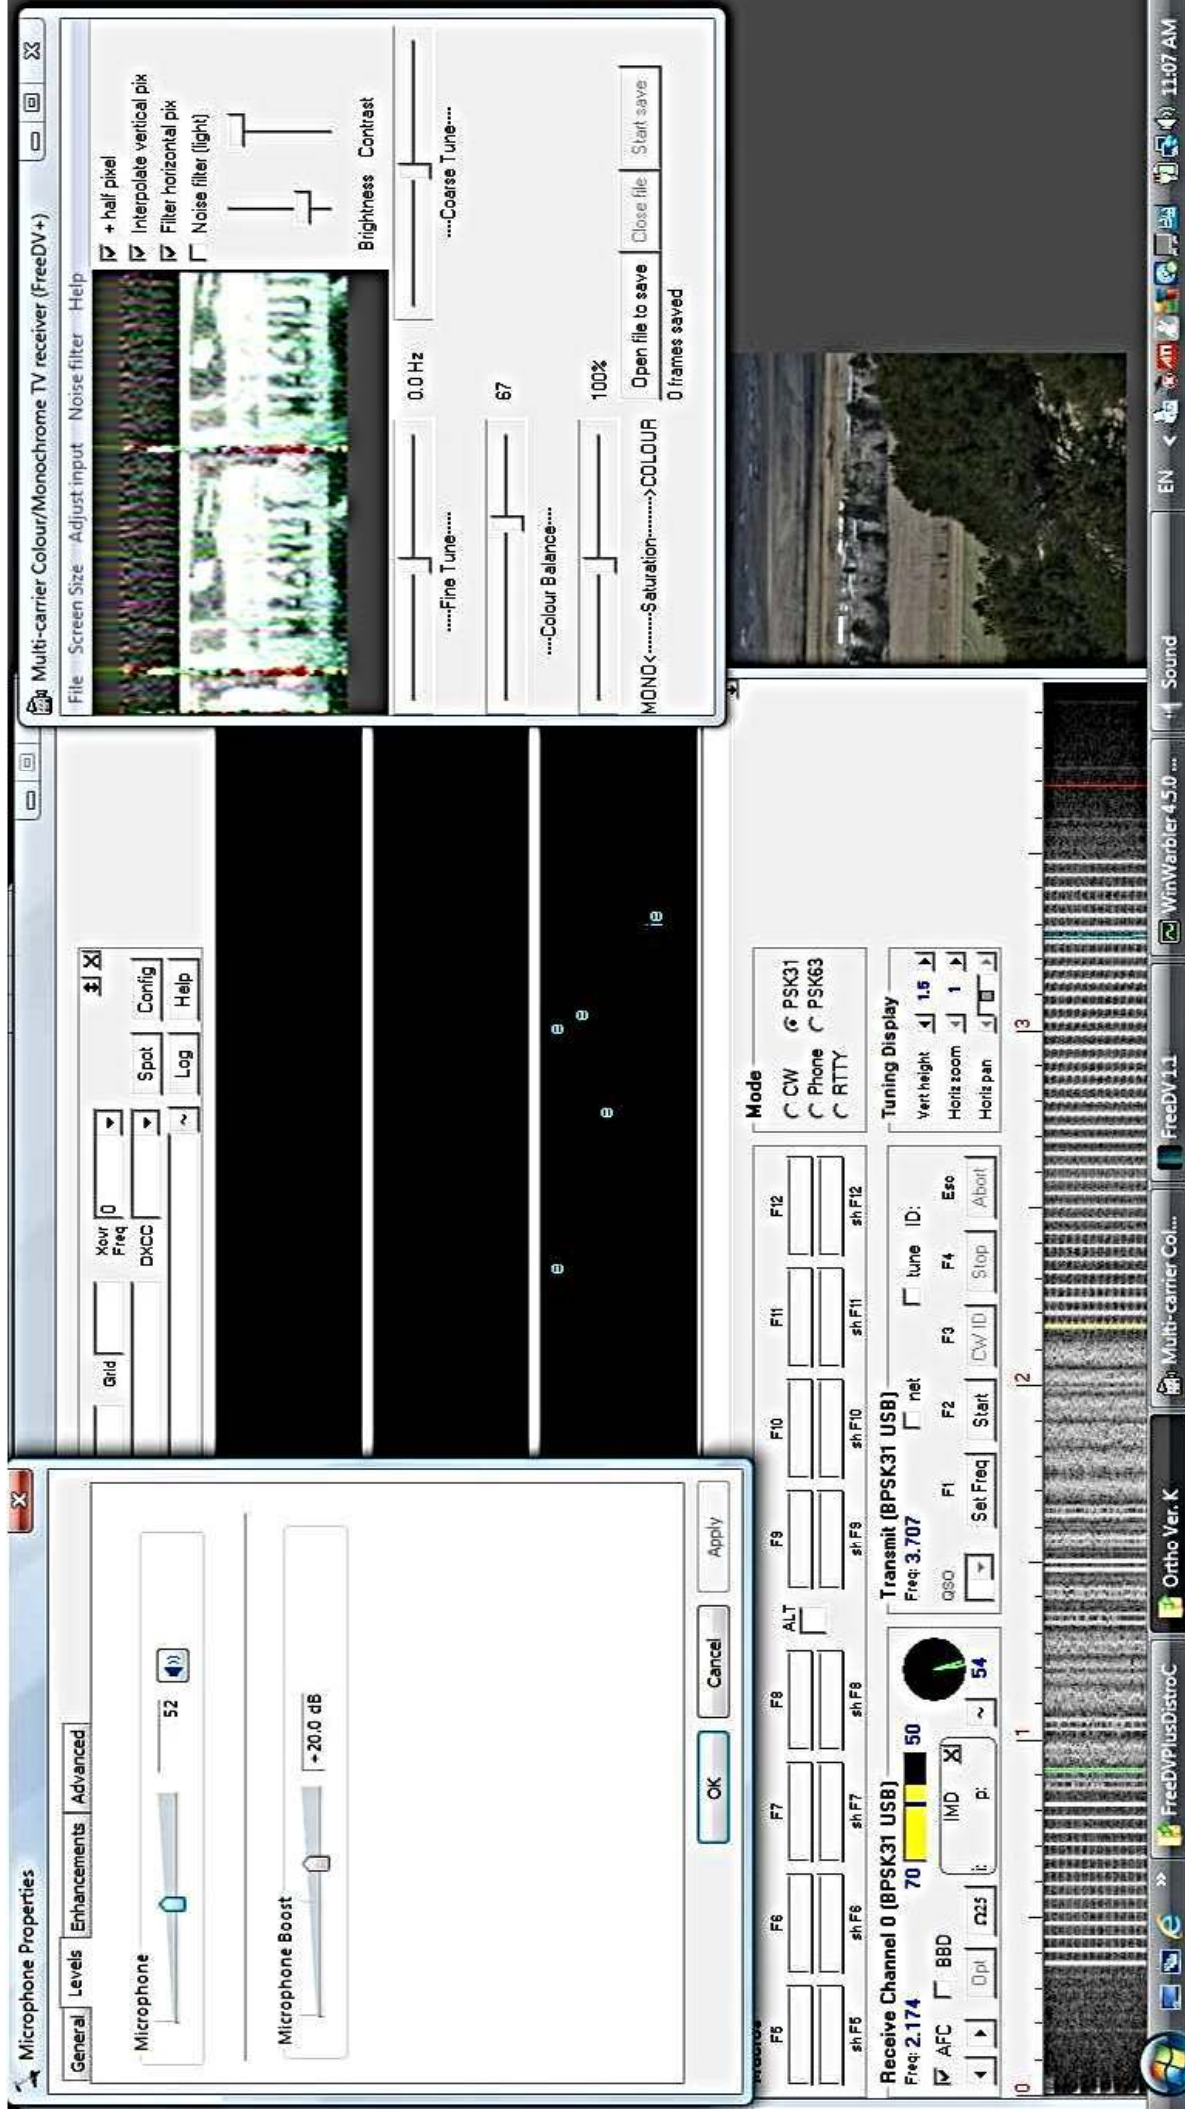 Microphone Properties
General Levels Enhancements Advanced
Microphone
52
Microphone Boost
+20.0 dB
OK Cancel Apply
Grid
Xcvr Freq 0
DXCC
Spot Config
~ Log Help
e
e
e
e
ie
Multi-carrier Colour/Monochrome TV receiver (FreeDV+)
File Screen Size Adjust input Noise filter Help
+ half pixel
Interpolate vertical pix
Filter horizontal pix
Noise filter (light)
Brightness Contrast
0.0 Hz
-----Fine Tune-----
----Coarse Tune----
67
----Colour Balance----
100%
MONO<-------Saturation------->COLOUR
Open file to save Close file Start save
0 frames saved
F5 F6 F7 F8 ALT F9 F10 F11 F12
sh F5 sh F6 sh F7 sh F8 sh F9 sh F10 sh F11 sh F12
Mode
CW PSK31
Phone PSK63
RTTY
Receive Channel 0 (BPSK31 USB)
Freq: 2.174 70 50
AFC BBD IMD X
Opt Ω25 i: p: ~ 54
Transmit (BPSK31 USB)
Freq: 3.707 net tune ID:
QSO F1 F2 F3 F4 Esc
Set Freq Start CW ID Stop Abort
Tuning Display
Vert height 1.5
Horiz zoom 1
Horiz pan
0 1 2 3
FreeDVPlusDistroC Ortho Ver. K Multi-carrier Col... FreeDV 1.1 WinWarbler 4.5.0 ... Sound EN 11:07 AM